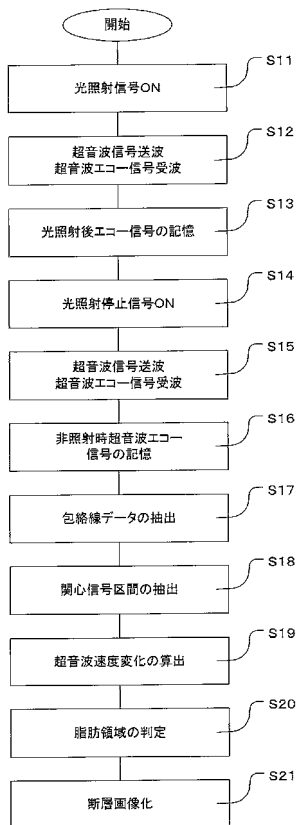 開始
S11
光照射信号ON
S12
超音波信号送波
超音波エコー信号受波
S13
光照射後エコー信号の記憶
S14
光照射停止信号ON
S15
超音波信号送波
超音波エコー信号受波
S16
非照射時超音波エコー
信号の記憶
S17
包絡線データの抽出
S18
関心信号区間の抽出
S19
超音波速度変化の算出
S20
脂肪領域の判定
S21
断層画像化